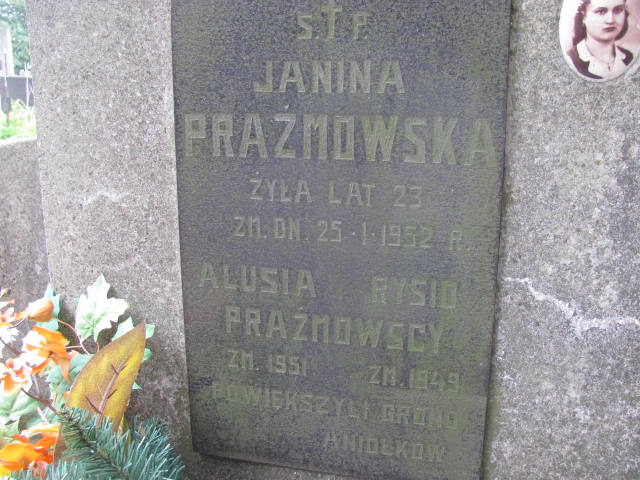 Ś.T.P.
JANINA
PRAŻMOWSKA
ŻYŁA LAT 23
ZM. DN. 25·1·1952 R.
ALUSIA I RYSIO
PRAŻMOWSCY
ZM. 1951 ZM. 1949
POWIĘKSZYLI GRONO
ANIOŁKÓW